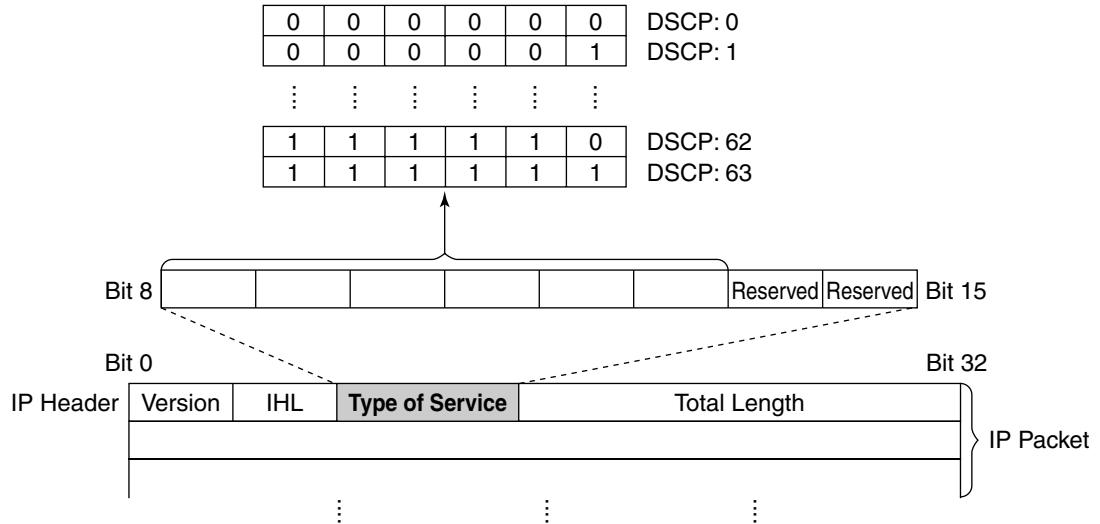 0 0 0 0 0 0 DSCP: 0
0 0 0 0 0 1 DSCP: 1
1 1 1 1 1 0 DSCP: 62
1 1 1 1 1 1 DSCP: 63
Bit 8 Reserved Reserved Bit 15
Bit 0 Bit 32
IP Header Version IHL Type of Service Total Length
IP Packet